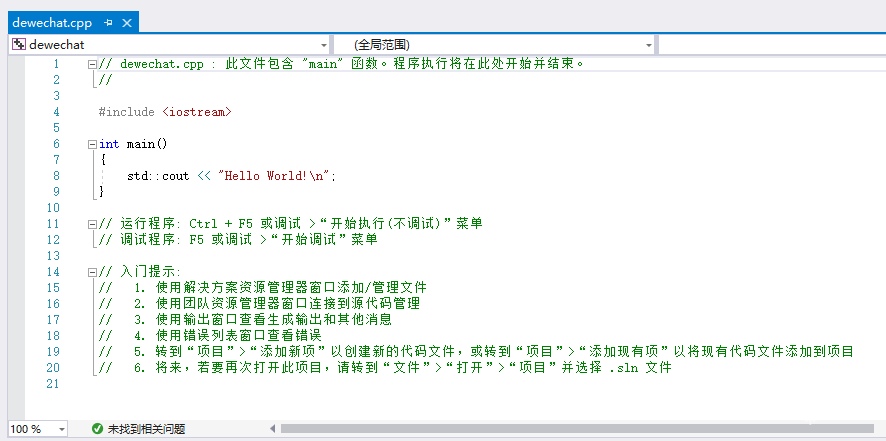 dewechat.cpp
dewechat (全局范围)
1 // dewechat.cpp : 此文件包含 "main" 函数。程序执行将在此处开始并结束。
2 //
3
4 #include <iostream>
5
6 int main()
7 {
8 std::cout << "Hello World!\n";
9 }
10
11 // 运行程序: Ctrl + F5 或调试 >“开始执行(不调试)”菜单
12 // 调试程序: F5 或调试 >“开始调试”菜单
13
14 // 入门提示:
15 // 1. 使用解决方案资源管理器窗口添加/管理文件
16 // 2. 使用团队资源管理器窗口连接到源代码管理
17 // 3. 使用输出窗口查看生成输出和其他消息
18 // 4. 使用错误列表窗口查看错误
19 // 5. 转到“项目”>“添加新项”以创建新的代码文件，或转到“项目”>“添加现有项”以将现有代码文件添加到项目
20 // 6. 将来，若要再次打开此项目，请转到“文件”>“打开”>“项目”并选择 .sln 文件
21
100 % 未找到相关问题